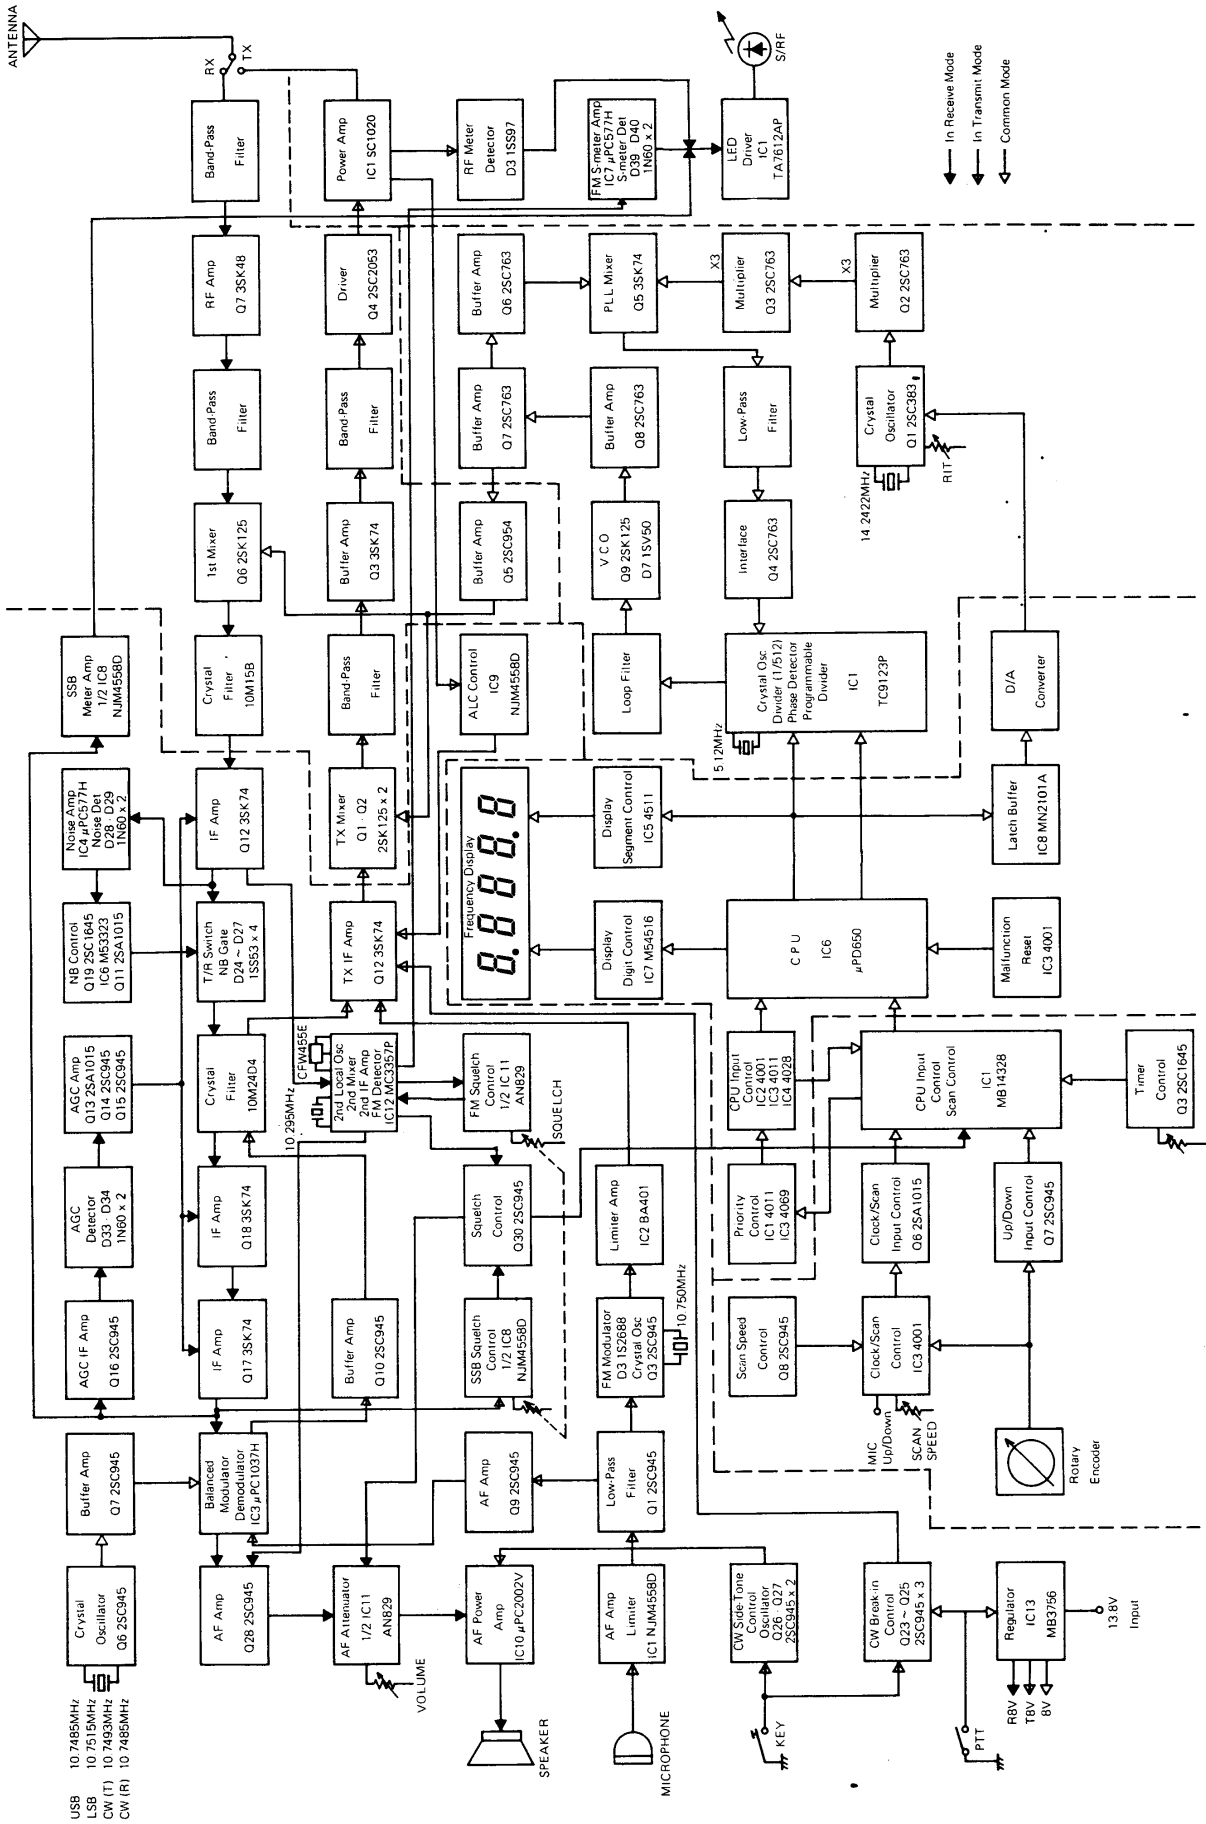 USB 10.7485MHz
LSB 10.7515MHz
CW (T) 10.7493MHz
CW (R) 10.7485MHz
Crystal
Oscillator
Q6 2SC945
Buffer Amp
Q7 2SC945
AGC IF Amp
Q16 2SC945
AGC
Detector
D33 · D34
1N60 x 2
AGC Amp
Q13 2SA1015
Q14 2SC945
Q15 2SC945
NB Control
Q19 2SC1645
IC6 M53323
Q11 2SA1015
Noise Amp
IC4 μPC577H
Noise Det
D28 · D29
1N60 x 2
SSB
Meter Amp
1/2 IC8
NJM4558D
ANTENNA
AF Amp
Q28 2SC945
Balanced
Modulator
Demodulator
IC3 μPC1037H
IF Amp
Q17 3SK74
IF Amp
Q18 3SK74
Crystal
Filter
10M24D4
T/R Switch
NB Gate
D24 ~ D27
1SS53 x 4
IF Amp
Q12 3SK74
Crystal
Filter
10M15B
1st Mixer
Q6 2SK125
Band-Pass
Filter
RF Amp
Q7 3SK48
Band-Pass
Filter
RX
TX
VOLUME
AF Attenuator
1/2 IC11
AN829
Buffer Amp
Q10 2SC945
10.295MHz
CFW455E
2nd Local Osc
2nd Mixer
2nd IF Amp
FM Detector
IC12 MC3357P
TX IF Amp
Q12 3SK74
TX Mixer
Q1 · Q2
2SK125 x 2
Band-Pass
Filter
Buffer Amp
Q3 3SK74
Band-Pass
Filter
Driver
Q4 2SC2053
Power Amp
IC1 SC1020
SPEAKER
AF Power
Amp
IC10 μPC2002V
AF Amp
Q9 2SC945
SSB Squelch
Control
1/2 IC8
NJM4558D
Squelch
Control
Q30 2SC945
FM Squelch
Control
1/2 IC11
AN829
SQUELCH
Frequency Display
8.888.8
ALC Control
IC9
NJM4558D
Buffer Amp
Q5 2SC954
Buffer Amp
Q7 2SC763
Buffer Amp
Q6 2SC763
RF Meter
Detector
D3 1SS97
MICROPHONE
AF Amp
Limiter
IC1 NJM4558D
Low-Pass
Filter
Q1 2SC945
FM Modulator
D3 1S2688
Crystal Osc
Q3 2SC945
10.750MHz
Limiter Amp
IC2 BA401
Display
Digit Control
IC7 M54516
Display
Segment Control
IC5 4511
Loop Filter
V C O
Q9 2SK125
D7 1SV50
Buffer Amp
Q8 2SC763
PLL Mixer
Q5 3SK74
FM S-meter Amp
IC7 μPC577H
S-meter Det
D39 D40
1N60 x 2
KEY
CW Side-Tone
Control
Oscillator
Q26 · Q27
2SC945 x 2
Scan Speed
Control
Q8 2SC945
Priority
Control
IC1 4011
IC3 4069
CPU Input
Control
IC2 4001
IC3 4011
IC4 4028
C P U
IC6
μPD650
5.12MHz
Crystal Osc
Divider (1/512)
Phase Detector
Programmable
Divider
IC1
TC9123P
Interface
Q4 2SC763
Low-Pass
Filter
X3
Multiplier
Q3 2SC763
LED
Driver
IC1
TA7612AP
S/RF
CW Break-in
Control
Q23 ~ Q25
2SC945 x 3
MIC
Up/Down
SCAN
SPEED
Clock/Scan
Control
IC3 4001
Clock/Scan
Input Control
Q6 2SA1015
CPU Input
Control
Scan Control
IC1
MB14328
14.2422MHz
RIT
Crystal
Oscillator
Q1 2SC383
X3
Multiplier
Q2 2SC763
PTT
R8V
T8V
8V
Regulator
IC13
MB3756
13.8V
Input
Rotary
Encoder
Up/Down
Input Control
Q7 2SC945
Timer
Control
Q3 2SC1645
Malfunction
Reset
IC3 4001
Latch Buffer
IC8 MN2101A
D/A
Converter
In Receive Mode
In Transmit Mode
Common Mode